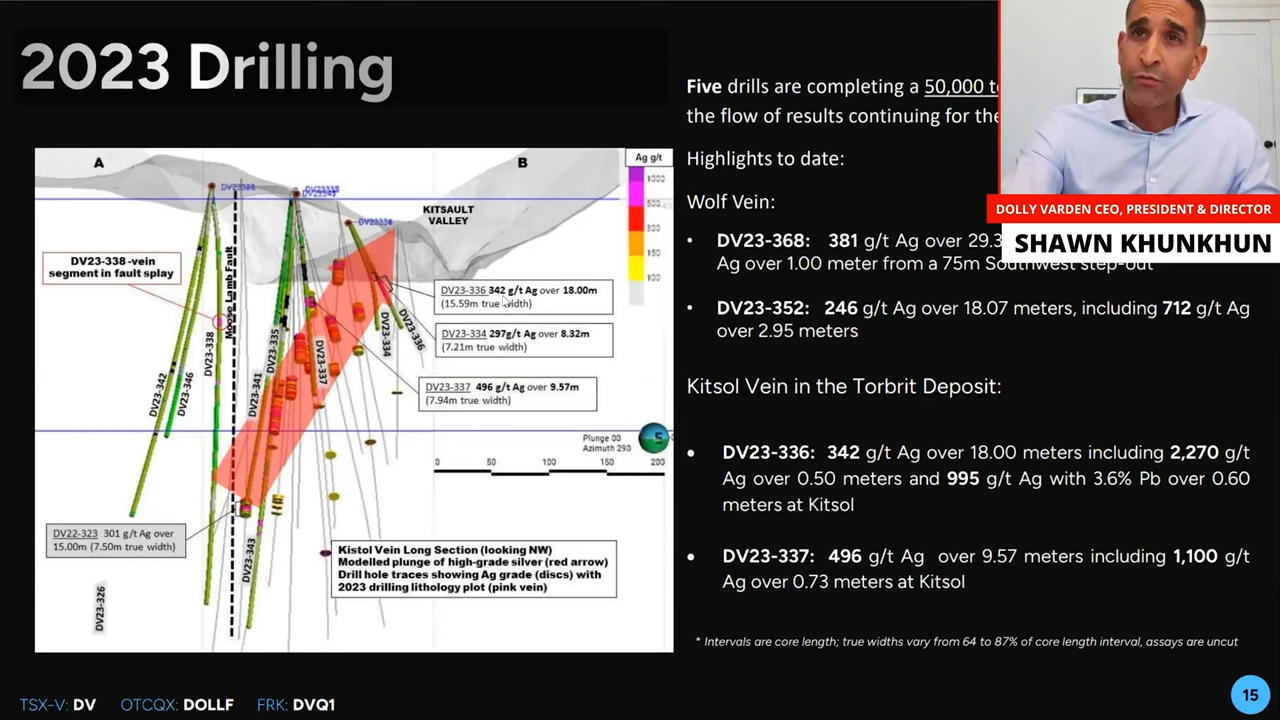 2023 Drilling
Five drills are completing a 50,000
the flow of results continuing for the
Highlights to date:
Wolf Vein:
• DV23-368: 381 g/t Ag over 29.3
Ag over 1.00 meter from a 75m Southwest step-out
• DV23-352: 246 g/t Ag over 18.07 meters, including 712 g/t Ag
over 2.95 meters
Kitsol Vein in the Torbrit Deposit:
• DV23-336: 342 g/t Ag over 18.00 meters including 2,270 g/t
Ag over 0.50 meters and 995 g/t Ag with 3.6% Pb over 0.60
meters at Kitsol
• DV23-337: 496 g/t Ag over 9.57 meters including 1,100 g/t
Ag over 0.73 meters at Kitsol
* Intervals are core length; true widths vary from 64 to 87% of core length interval, assays are uncut
DOLLY VARDEN CEO, PRESIDENT & DIRECTOR
SHAWN KHUNKHUN
A
B
Ag g/t
1000
300
150
100
KITSAULT
VALLEY
DV23336
DV23-338 -vein
segment in fault splay
Moose Lamb Fault
DV23-336 342 g/t Ag over 18.00m
(15.59m true width)
DV23-334 297g/t Ag over 8.32m
(7.21m true width)
DV23-337 496 g/t Ag over 9.57m
(7.94m true width)
DV23-342
DV23-346
DV23-338
DV23-341
DV23-335
DV23-337
DV23-334
DV23-336
DV23-343
DV23-326
Plunge 00
Azimuth 290
0 50 100 150 200
DV22-323 301 g/t Ag over
15.00m (7.50m true width)
Kistol Vein Long Section (looking NW)
Modelled plunge of high-grade silver (red arrow)
Drill hole traces showing Ag grade (discs) with
2023 drilling lithology plot (pink vein)
TSX-V: DV OTCQX: DOLLF FRK: DVQ1
15